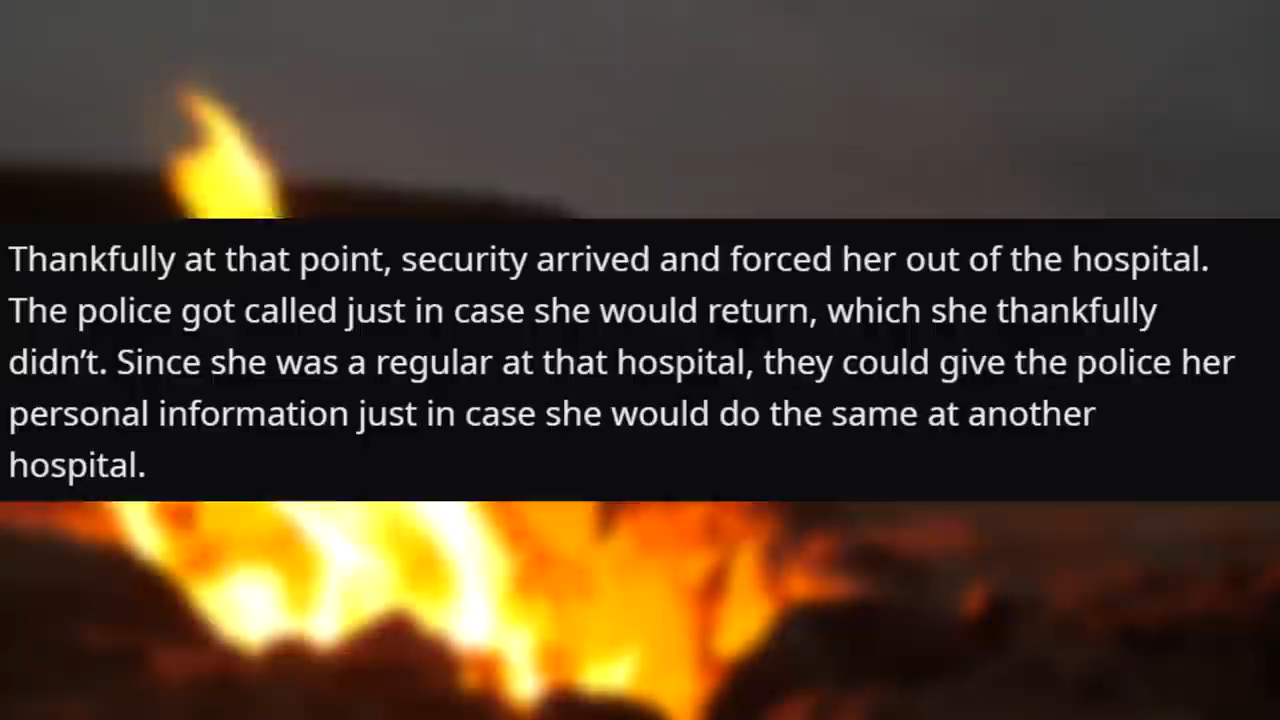 Thankfully at that point, security arrived and forced her out of the hospital.
The police got called just in case she would return, which she thankfully
didn’t. Since she was a regular at that hospital, they could give the police her
personal information just in case she would do the same at another
hospital.